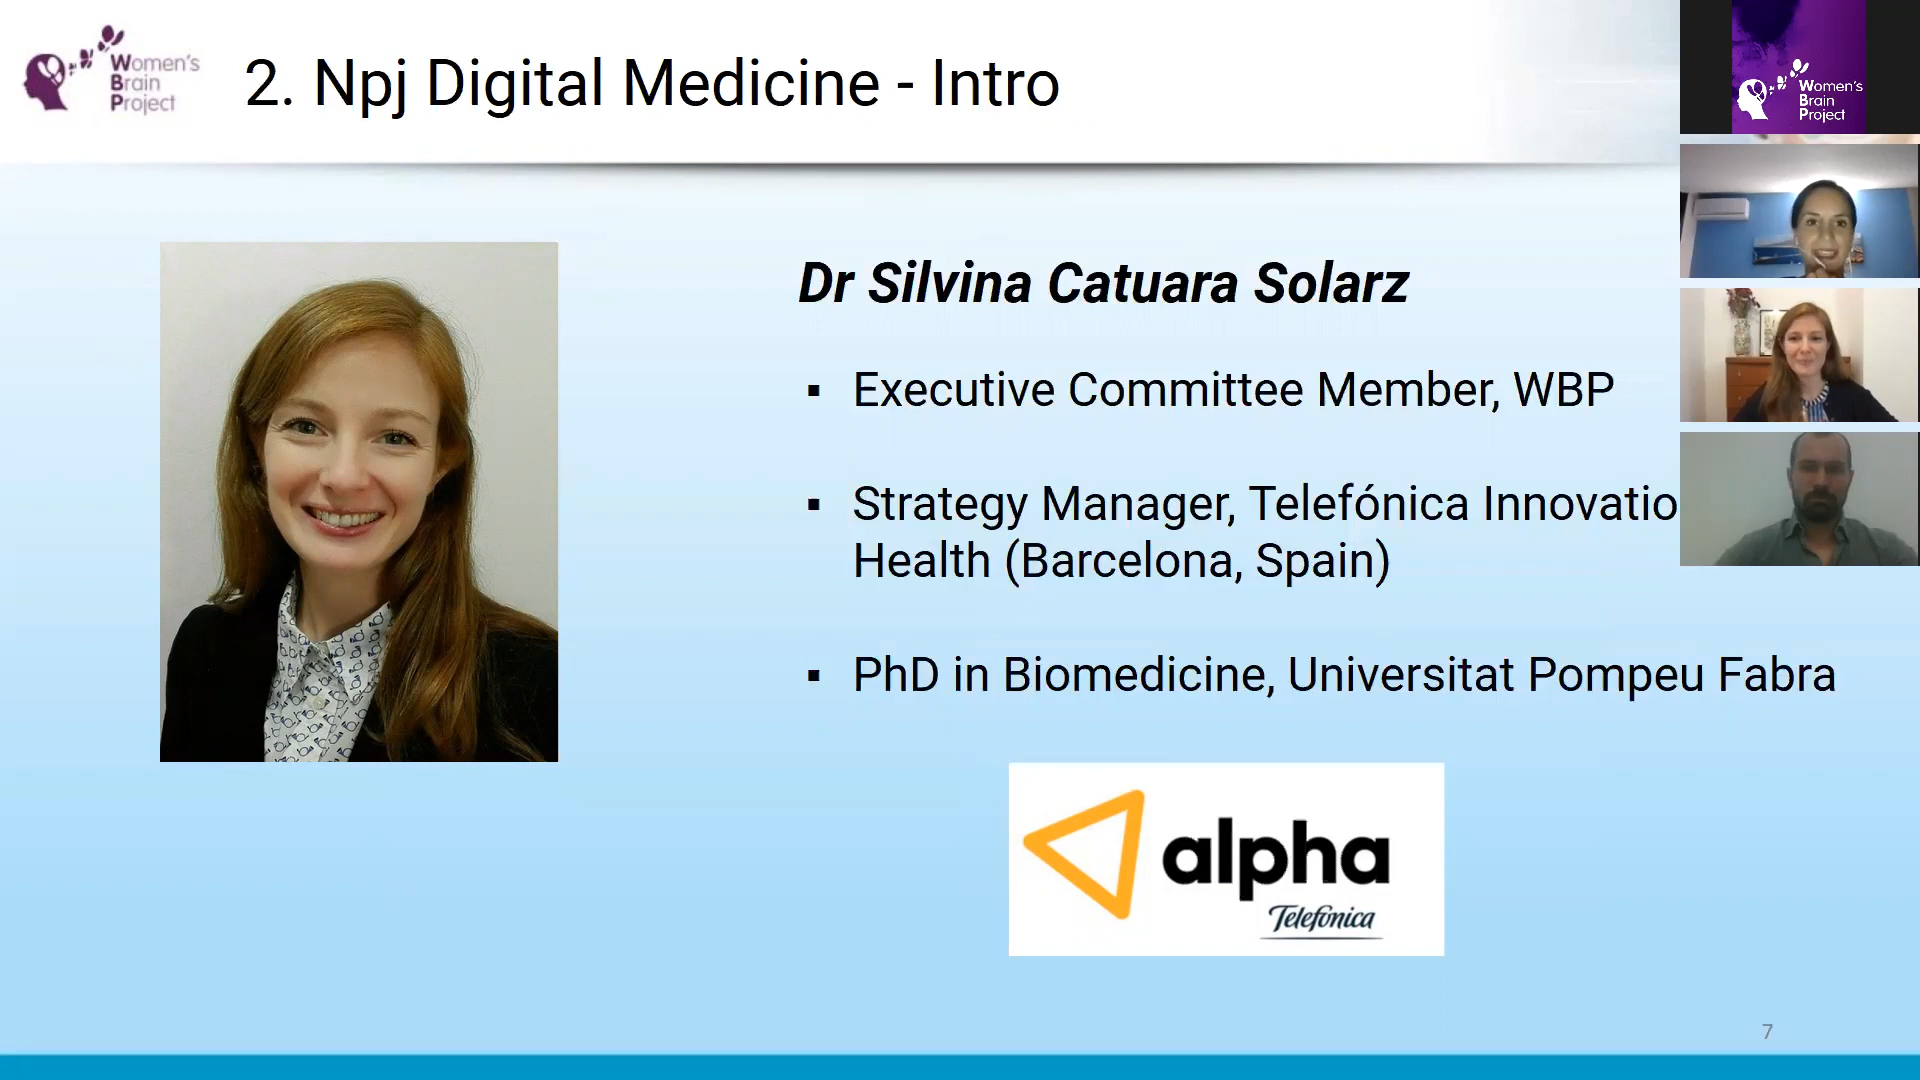 Women's
Brain
Project
2. Npj Digital Medicine - Intro
Women's
Brain
Project
Dr Silvina Catuara Solarz
▪ Executive Committee Member, WBP
▪ Strategy Manager, Telefónica Innovatio
Health (Barcelona, Spain)
▪ PhD in Biomedicine, Universitat Pompeu Fabra
alpha
Telefónica
7